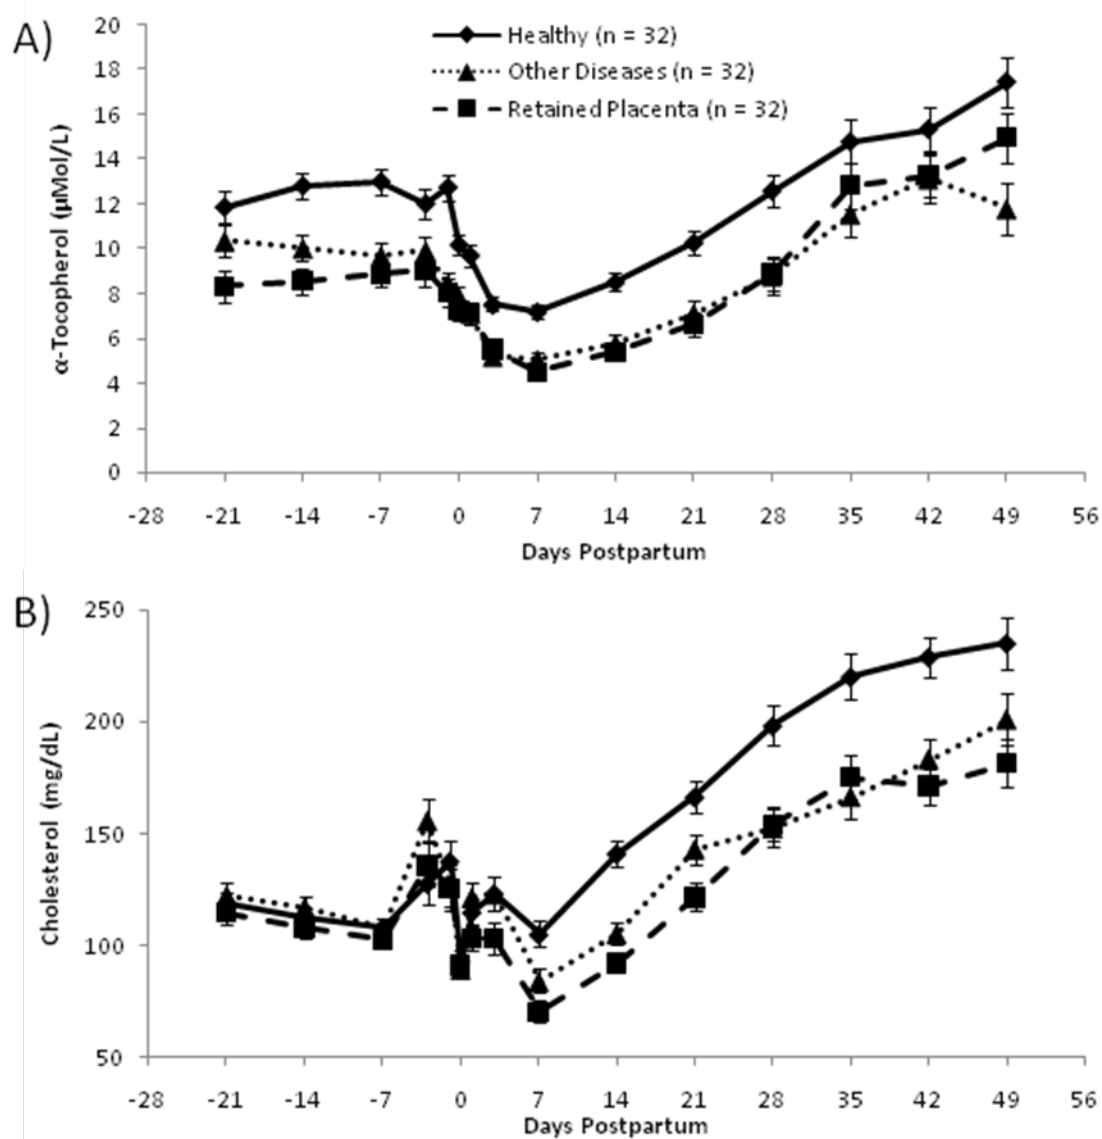 A)
20
18
16
14
12
10
8
6
4
2
0
α-Tocopherol (µMol/L)
Healthy (n = 32)
Other Diseases (n = 32)
Retained Placenta (n = 32)
-28 -21 -14 -7 0 7 14 21 28 35 42 49 56
Days Postpartum
B)
250
200
150
100
50
Cholesterol (mg/dL)
-28 -21 -14 -7 0 7 14 21 28 35 42 49 56
Days Postpartum